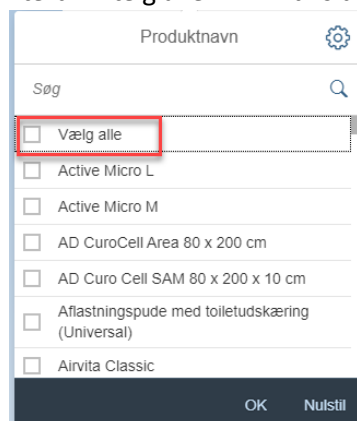 Produktnavn
Søg
Vælg alle
Active Micro L
Active Micro M
AD CuroCell Area 80 x 200 cm
AD Curo Cell SAM 80 x 200 x 10 cm
Aflastningspude med toiletudskæring
(Universal)
Airvita Classic
OK Nulstil